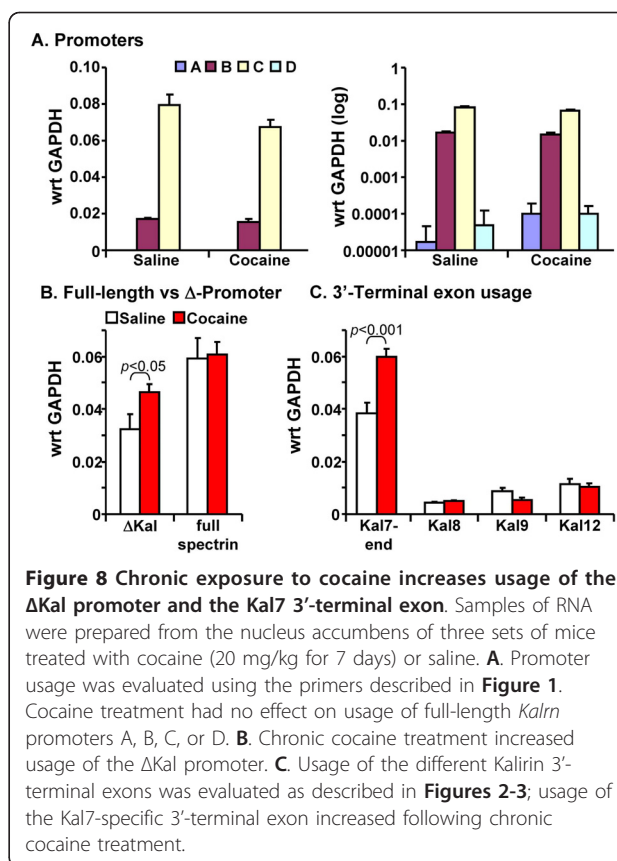 A. Promoters
A B C D
wrt GAPDH
0.10
0.08
0.06
0.04
0.02
0
Saline Cocaine
wrt GAPDH (log)
1
0.1
0.01
0.001
0.0001
0.00001
Saline Cocaine
B. Full-length vs Δ-Promoter
Saline Cocaine
wrt GAPDH
0.06
0.04
0.02
0
p<0.05
ΔKal full
spectrin
C. 3'-Terminal exon usage
wrt GAPDH
0.06
0.04
0.02
0
p<0.001
Kal7- Kal8 Kal9 Kal12
end
Figure 8 Chronic exposure to cocaine increases usage of the
ΔKal promoter and the Kal7 3'-terminal exon. Samples of RNA
were prepared from the nucleus accumbens of three sets of mice
treated with cocaine (20 mg/kg for 7 days) or saline. A. Promoter
usage was evaluated using the primers described in Figure 1.
Cocaine treatment had no effect on usage of full-length Kalrn
promoters A, B, C, or D. B. Chronic cocaine treatment increased
usage of the ΔKal promoter. C. Usage of the different Kalirin 3'-
terminal exons was evaluated as described in Figures 2-3; usage of
the Kal7-specific 3'-terminal exon increased following chronic
cocaine treatment.